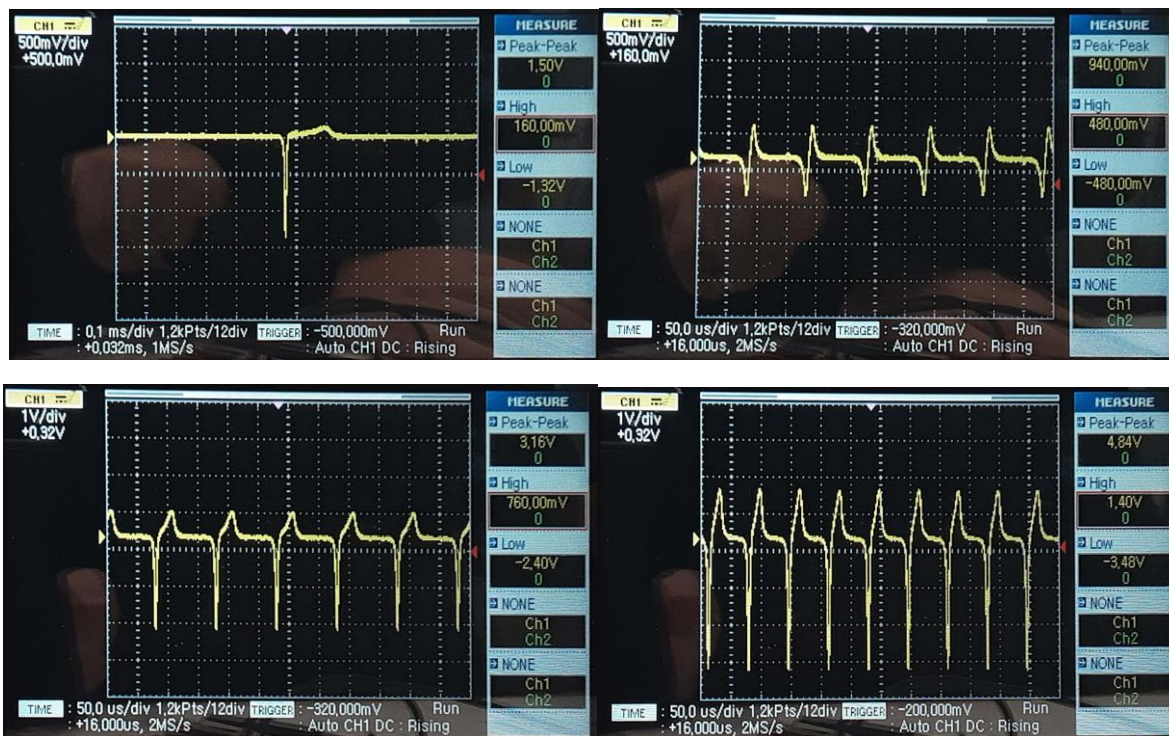 CH1
500mV/div
+500,0mV
MEASURE
Peak-Peak
1,50V
0
High
160,00mV
0
Low
-1,32V
0
NONE
Ch1
Ch2
NONE
Ch1
Ch2
TIME : 0,1 ms/div 1,2kPts/12div TRIGGER : -500,000mV Run
: +0,032ms, 1MS/s : Auto CH1 DC : Rising
CH1
500mV/div
+160,0mV
MEASURE
Peak-Peak
940,00mV
0
High
480,00mV
0
Low
-480,00mV
0
NONE
Ch1
Ch2
NONE
Ch1
Ch2
TIME : 50,0 us/div 1,2kPts/12div TRIGGER : -320,000mV Run
: +16,000us, 2MS/s : Auto CH1 DC : Rising
CH1
1V/div
+0,32V
MEASURE
Peak-Peak
3,16V
0
High
760,00mV
0
Low
-2,40V
0
NONE
Ch1
Ch2
NONE
Ch1
Ch2
TIME : 50,0 us/div 1,2kPts/12div TRIGGER : -320,000mV Run
: +16,000us, 2MS/s : Auto CH1 DC : Rising
CH1
1V/div
+0,32V
MEASURE
Peak-Peak
4,84V
0
High
1,40V
0
Low
-3,48V
0
NONE
Ch1
Ch2
NONE
Ch1
Ch2
TIME : 50,0 us/div 1,2kPts/12div TRIGGER : -200,000mV Run
: +16,000us, 2MS/s : Auto CH1 DC : Rising